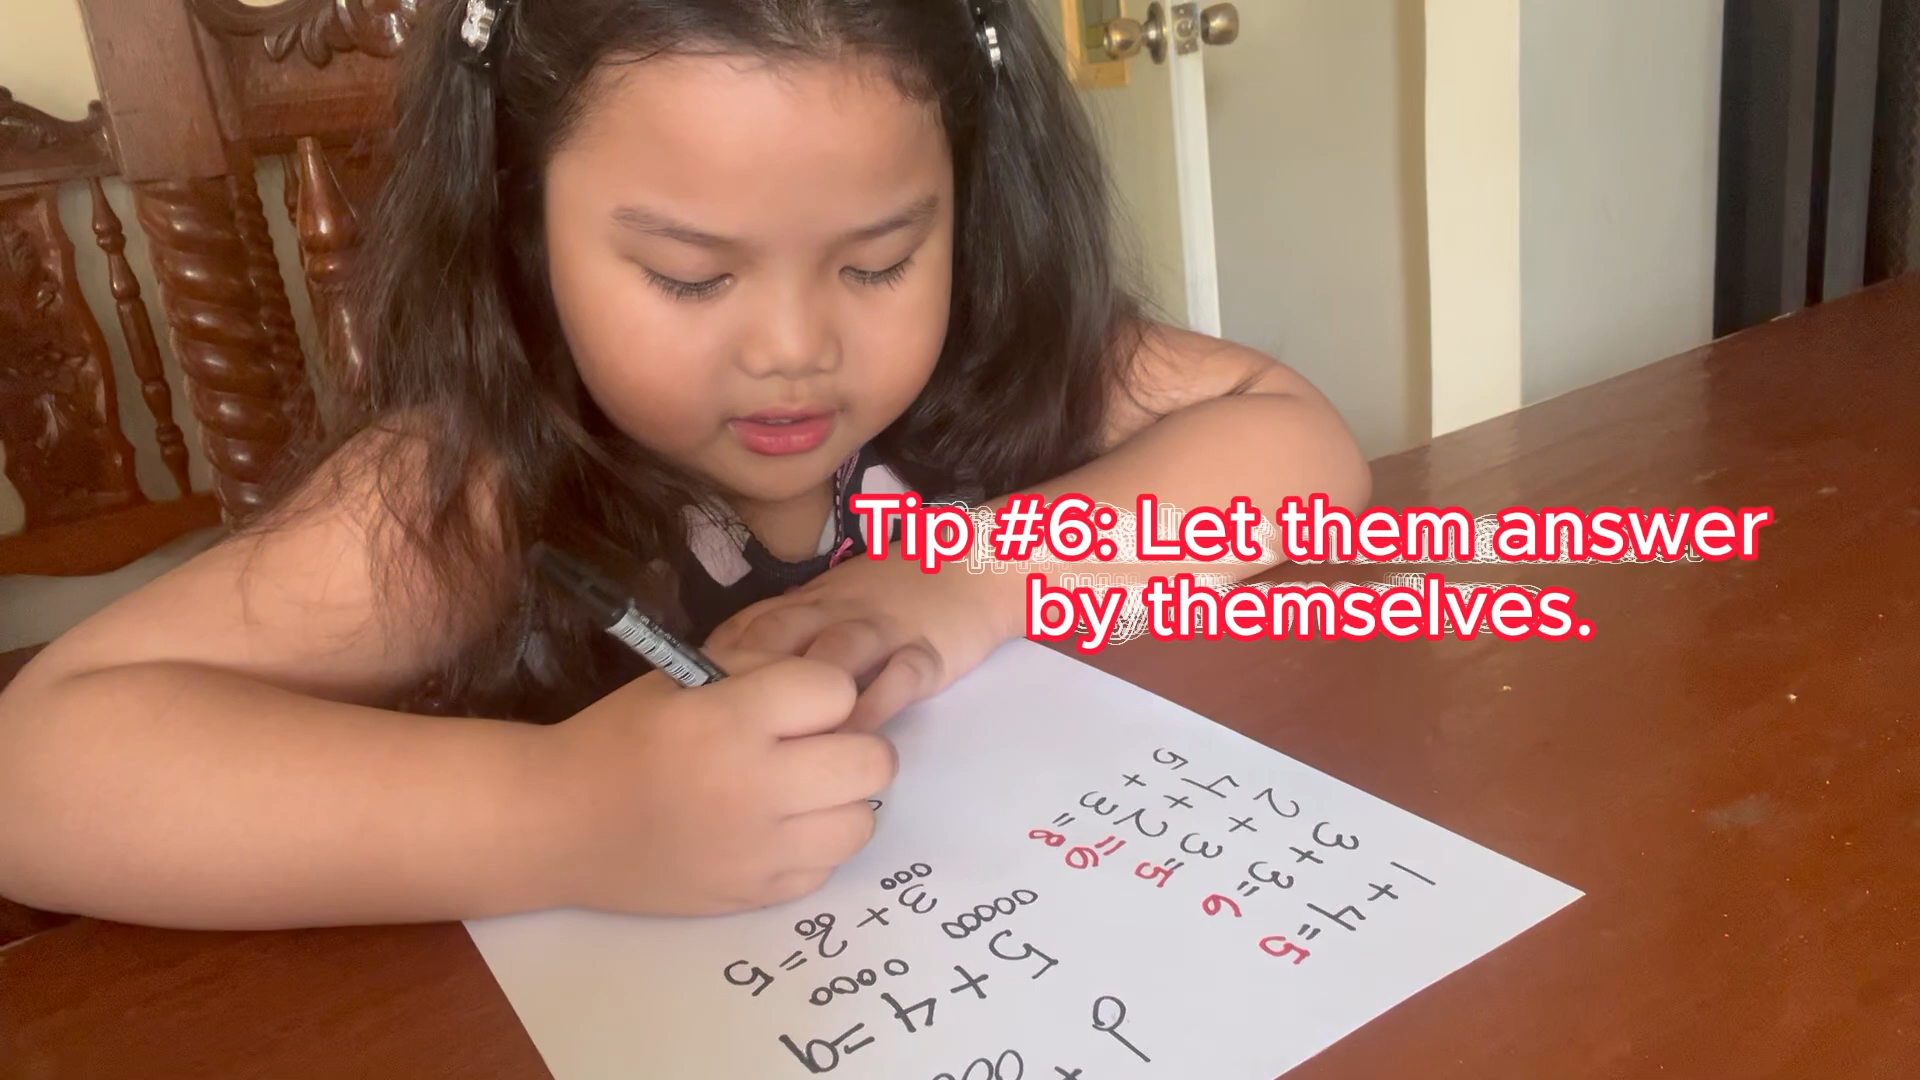 Tip #6: Let them answer
by themselves.
1 + 4 = 5
3 + 3 = 6
2 + 3 = 5
4 + 2 = 6
5 + 3 = 8
3 + 2 = 5
5 + 4 = 9